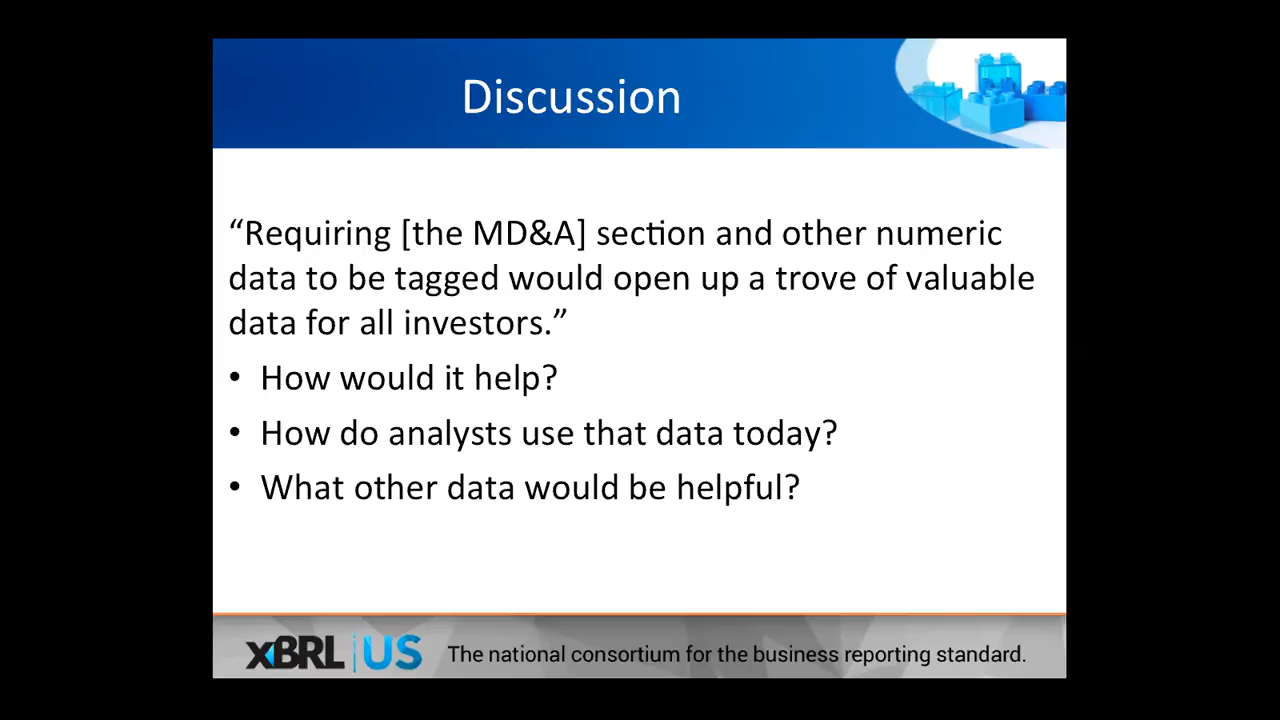 Discussion
“Requiring [the MD&A] section and other numeric
data to be tagged would open up a trove of valuable
data for all investors.”
• How would it help?
• How do analysts use that data today?
• What other data would be helpful?
xBRL | US The national consortium for the business reporting standard.